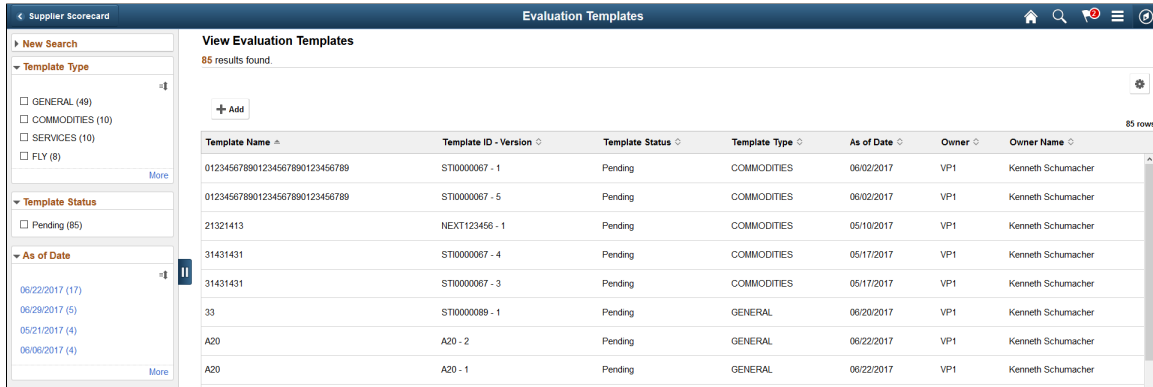 Supplier Scorecard
Evaluation Templates
2
New Search
Template Type
GENERAL (49)
COMMODITIES (10)
SERVICES (10)
FLY (8)
More
Template Status
Pending (85)
As of Date
06/22/2017 (17)
06/29/2017 (5)
05/21/2017 (4)
06/06/2017 (4)
More
View Evaluation Templates
85 results found.
Add
85 rows
Template Name Template ID - Version Template Status Template Type As of Date Owner Owner Name
012345678901234567890123456789 STI0000067 - 1 Pending COMMODITIES 06/02/2017 VP1 Kenneth Schumacher
012345678901234567890123456789 STI0000067 - 5 Pending COMMODITIES 06/02/2017 VP1 Kenneth Schumacher
21321413 NEXT123456 - 1 Pending COMMODITIES 05/10/2017 VP1 Kenneth Schumacher
31431431 STI0000067 - 4 Pending COMMODITIES 05/17/2017 VP1 Kenneth Schumacher
31431431 STI0000067 - 3 Pending COMMODITIES 05/17/2017 VP1 Kenneth Schumacher
33 STI0000089 - 1 Pending GENERAL 06/20/2017 VP1 Kenneth Schumacher
A20 A20 - 2 Pending GENERAL 06/22/2017 VP1 Kenneth Schumacher
A20 A20 - 1 Pending GENERAL 06/22/2017 VP1 Kenneth Schumacher